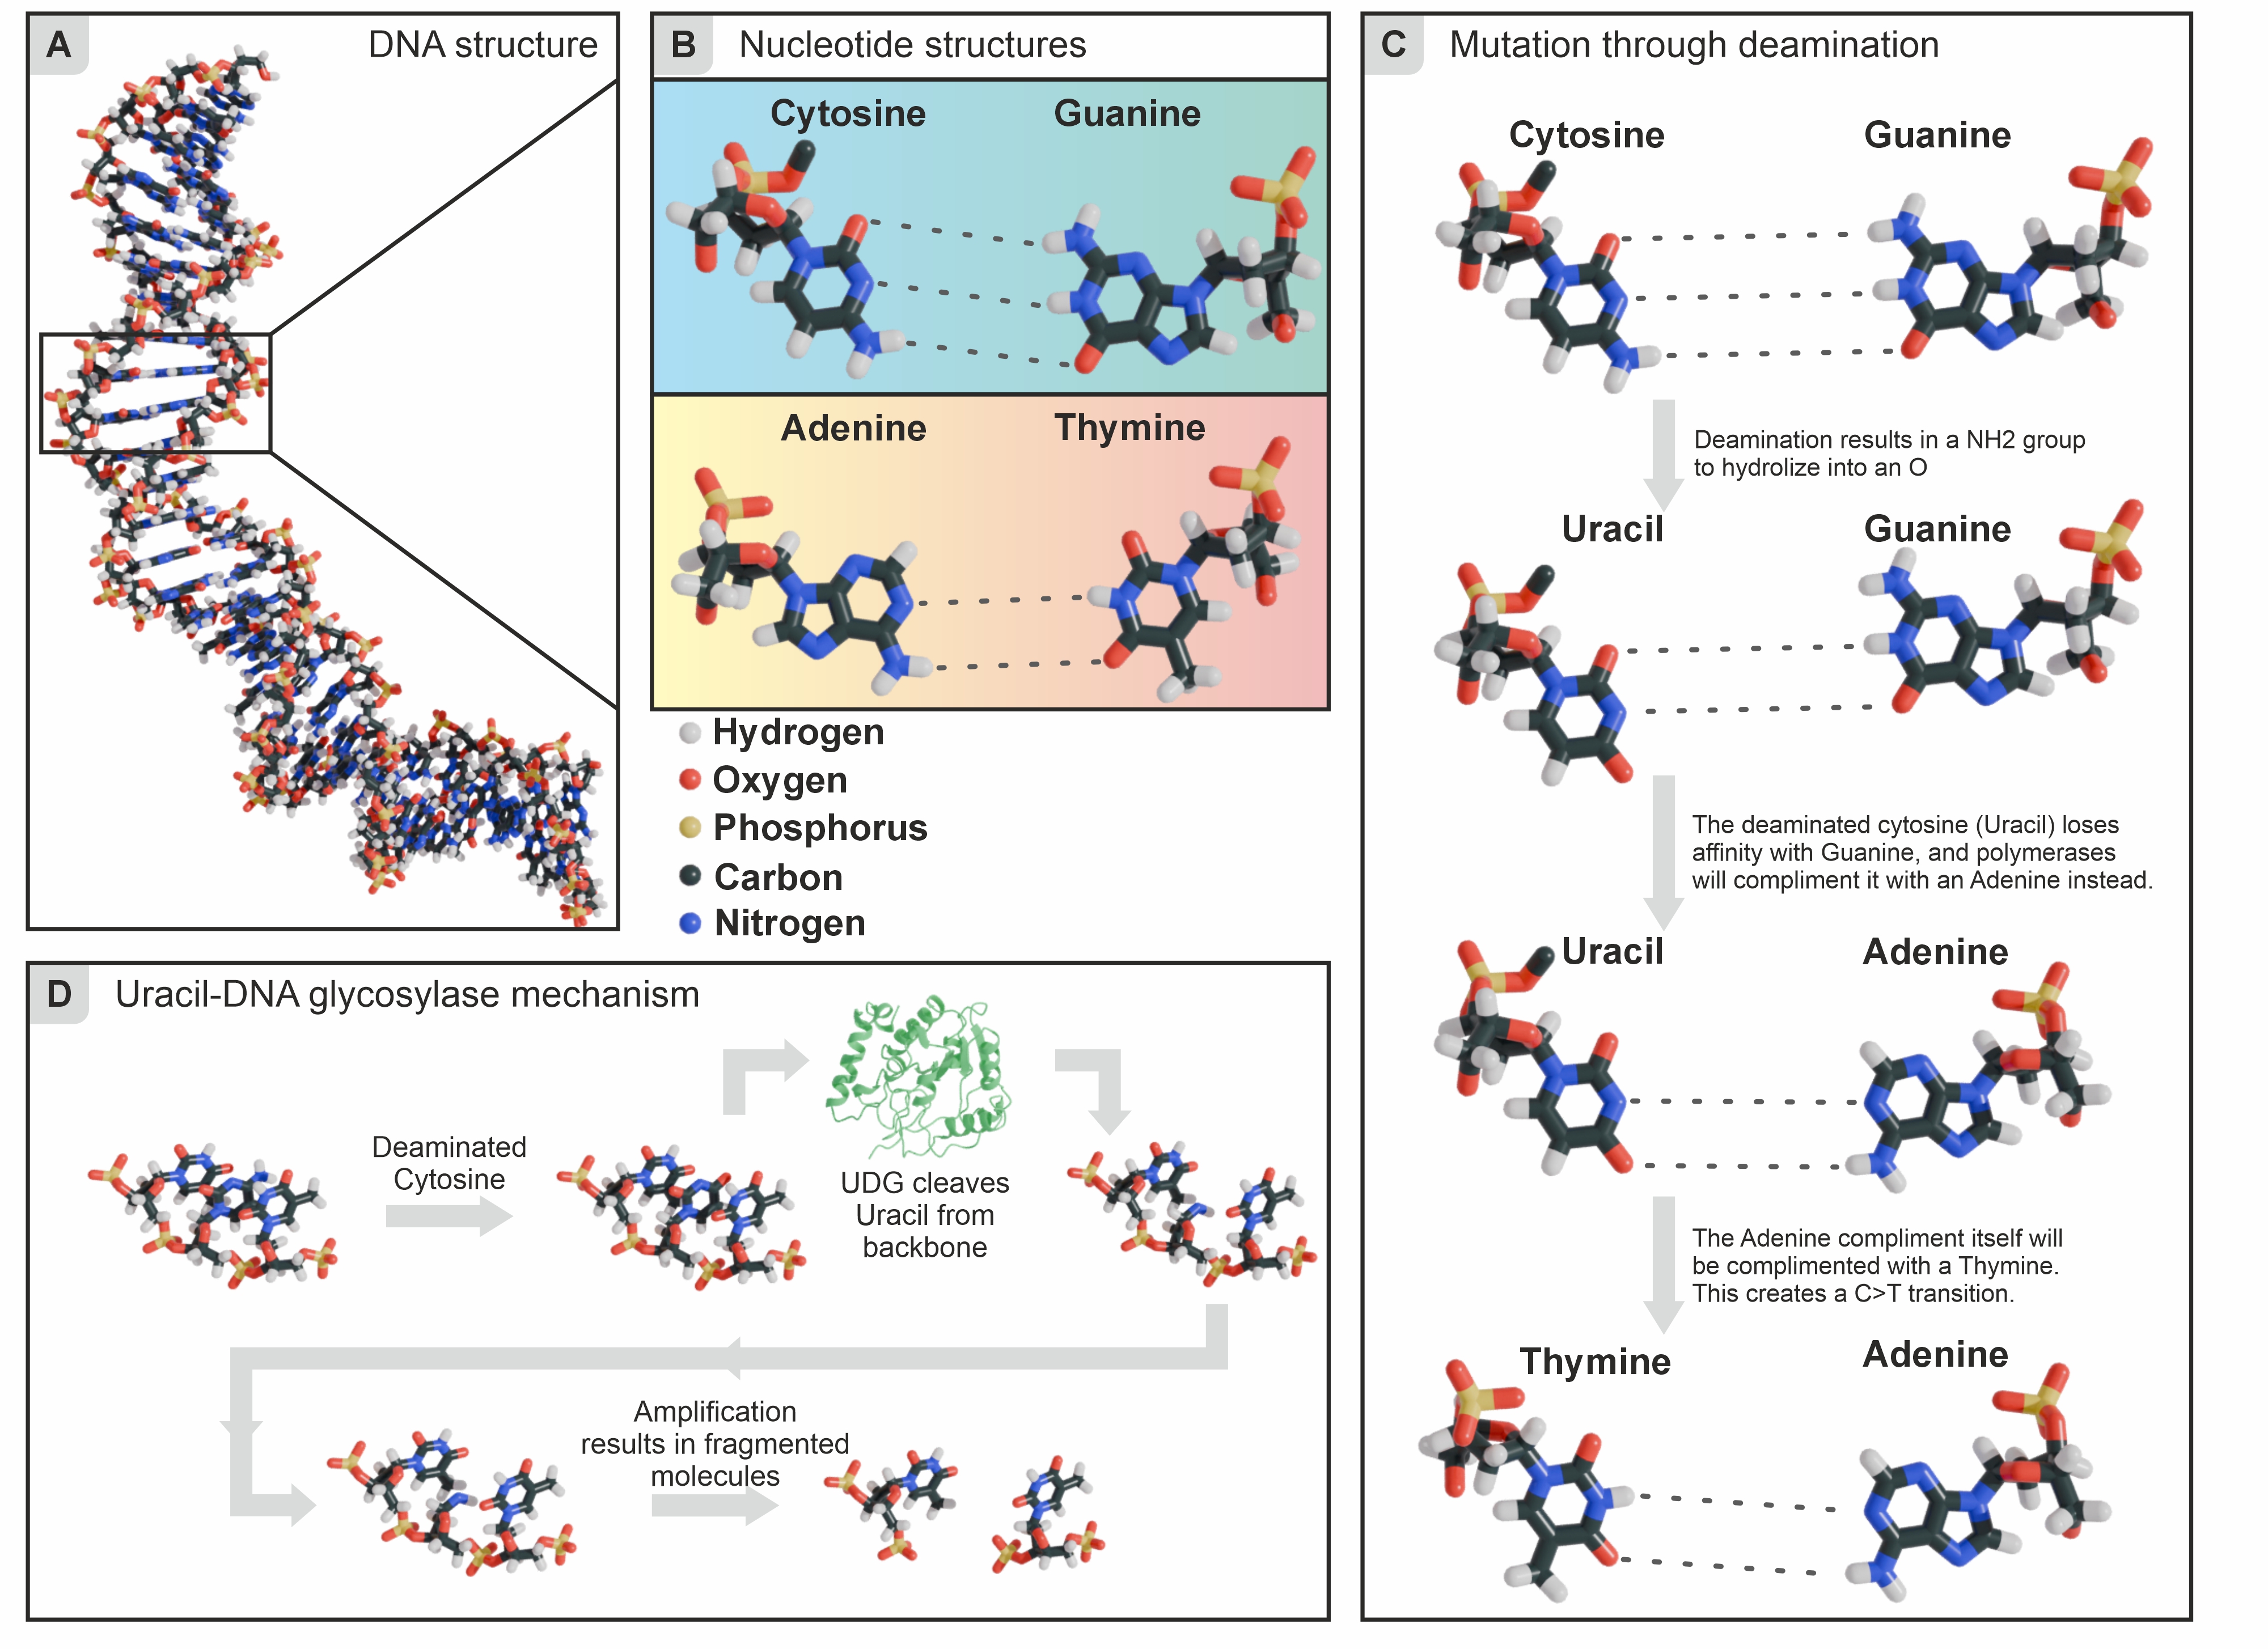 A
DNA structure
B
Nucleotide structures
Cytosine
Guanine
Adenine
Thymine
Hydrogen
Oxygen
Phosphorus
Carbon
Nitrogen
C
Mutation through deamination
Cytosine
Guanine
Deamination results in a NH2 group
to hydrolize into an O
Uracil
Guanine
The deaminated cytosine (Uracil) loses
affinity with Guanine, and polymerases
will compliment it with an Adenine instead.
Uracil
Adenine
The Adenine compliment itself will
be complimented with a Thymine.
This creates a C>T transition.
Thymine
Adenine
D
Uracil-DNA glycosylase mechanism
Deaminated
Cytosine
UDG cleaves
Uracil from
backbone
Amplification
results in fragmented
molecules